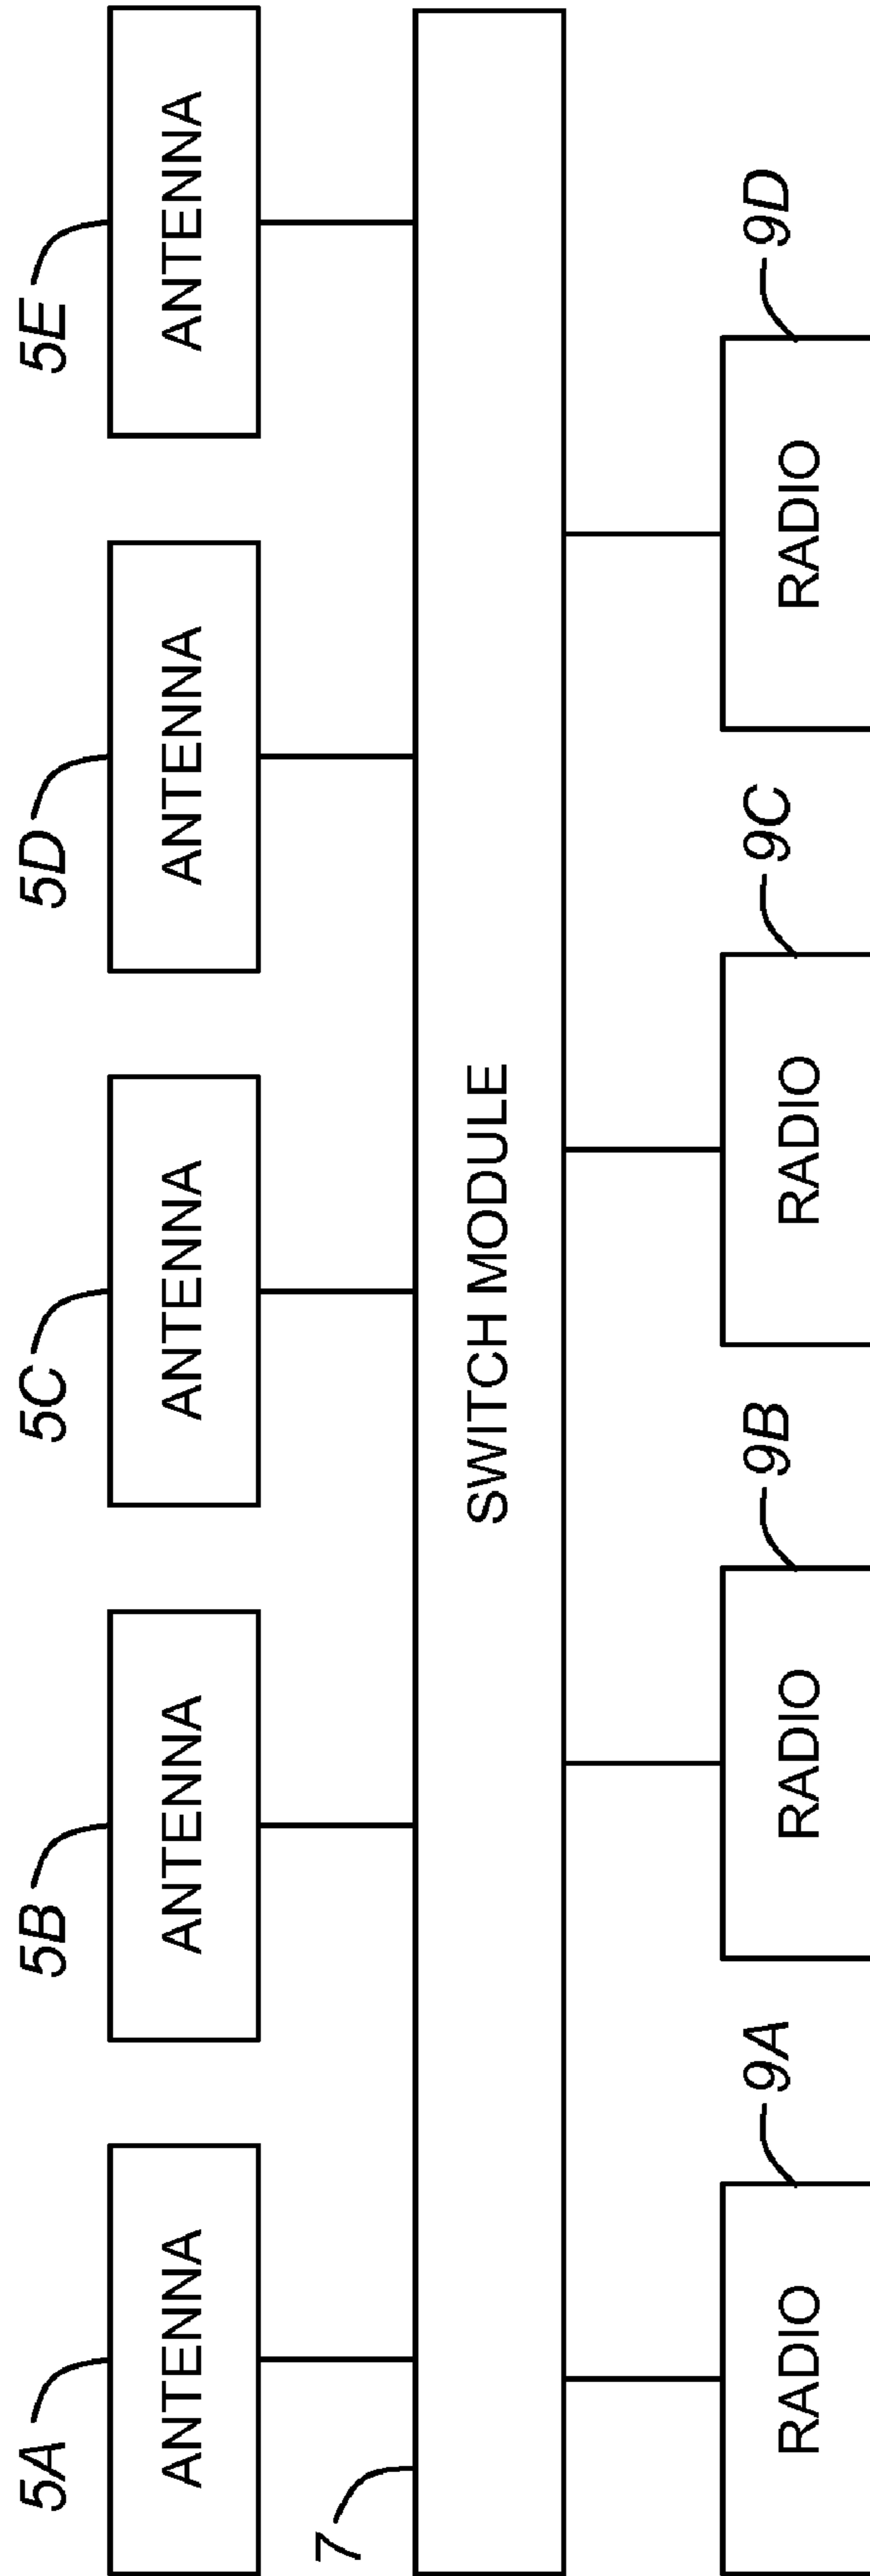 5A
5B
5C
5D
5E
ANTENNA
ANTENNA
ANTENNA
ANTENNA
ANTENNA
7
SWITCH MODULE
9A
9B
9C
9D
RADIO
RADIO
RADIO
RADIO